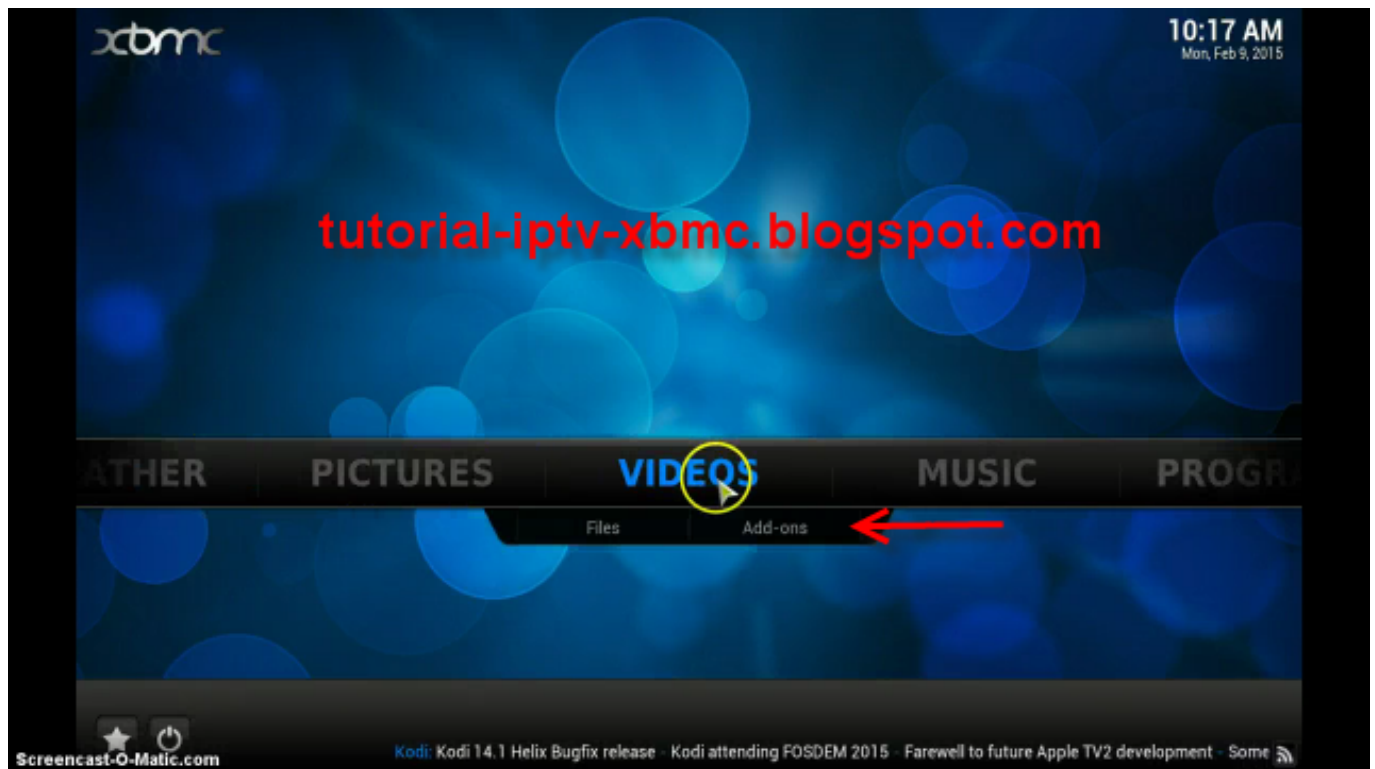 xbmc
10:17 AM
Mon, Feb 9, 2015
tutorial-iptv-xbmc.blogspot.com
ATHER PICTURES VIDEOS MUSIC PROGRA
Files Add-ons
Kodi: Kodi 14.1 Helix Bugfix release - Kodi attending FOSDEM 2015 - Farewell to future Apple TV2 development - Some
Screencast-O-Matic.com